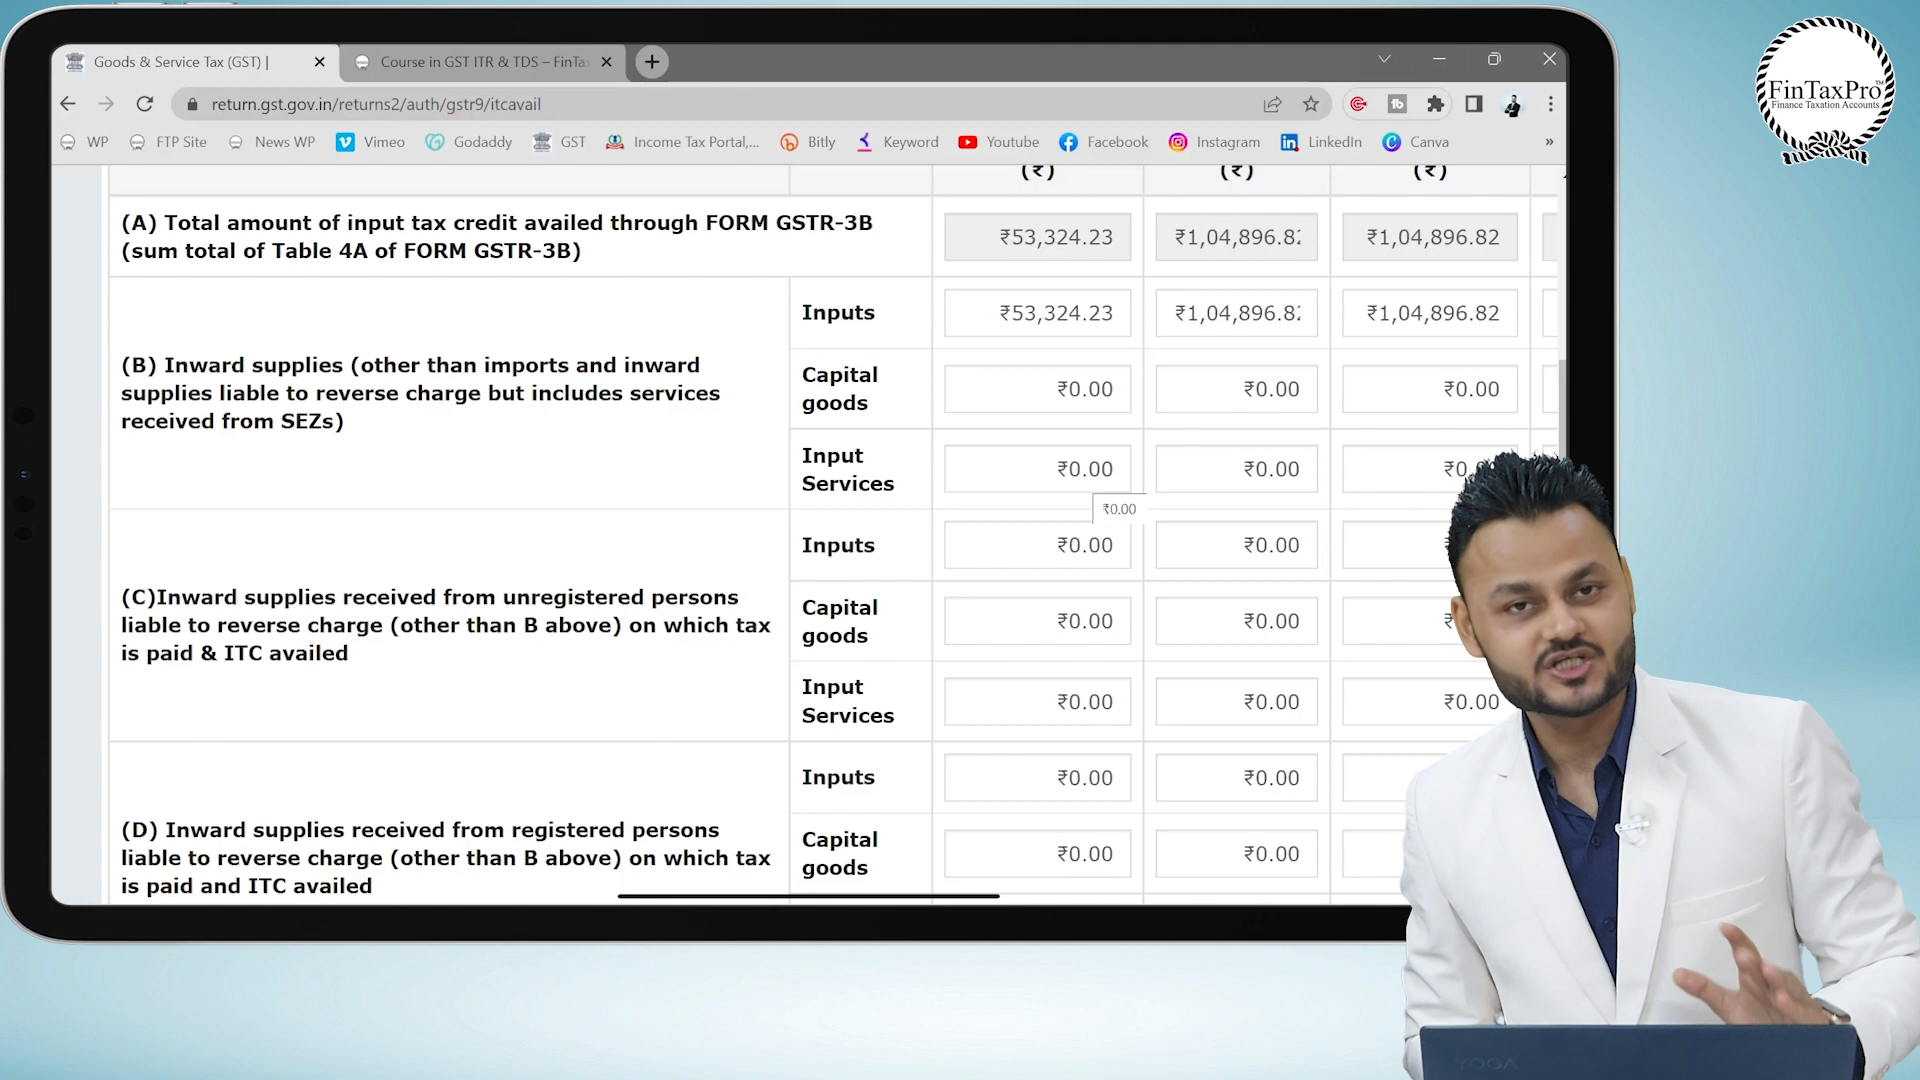 Goods & Service Tax (GST) |
Course in GST ITR & TDS – FinTa
return.gst.gov.in/returns2/auth/gstr9/itcavail
WP
FTP Site
News WP
Vimeo
Godaddy
GST
Income Tax Portal,...
Bitly
Keyword
Youtube
Facebook
Instagram
LinkedIn
Canva
»
(₹) (₹) (₹)
(A) Total amount of input tax credit availed through FORM GSTR-3B
(sum total of Table 4A of FORM GSTR-3B)
₹53,324.23 ₹1,04,896.82 ₹1,04,896.82
(B) Inward supplies (other than imports and inward
supplies liable to reverse charge but includes services
received from SEZs)
Inputs ₹53,324.23 ₹1,04,896.82 ₹1,04,896.82
Capital
goods ₹0.00 ₹0.00 ₹0.00
Input
Services ₹0.00 ₹0.00
₹0.00
(C)Inward supplies received from unregistered persons
liable to reverse charge (other than B above) on which tax
is paid & ITC availed
Inputs ₹0.00 ₹0.00
Capital
goods ₹0.00 ₹0.00
Input
Services ₹0.00 ₹0.00 ₹0.00
(D) Inward supplies received from registered persons
liable to reverse charge (other than B above) on which tax
is paid and ITC availed
Inputs ₹0.00 ₹0.00
Capital
goods ₹0.00 ₹0.00
FinTaxPro
Finance Taxation Accounts
YOGA